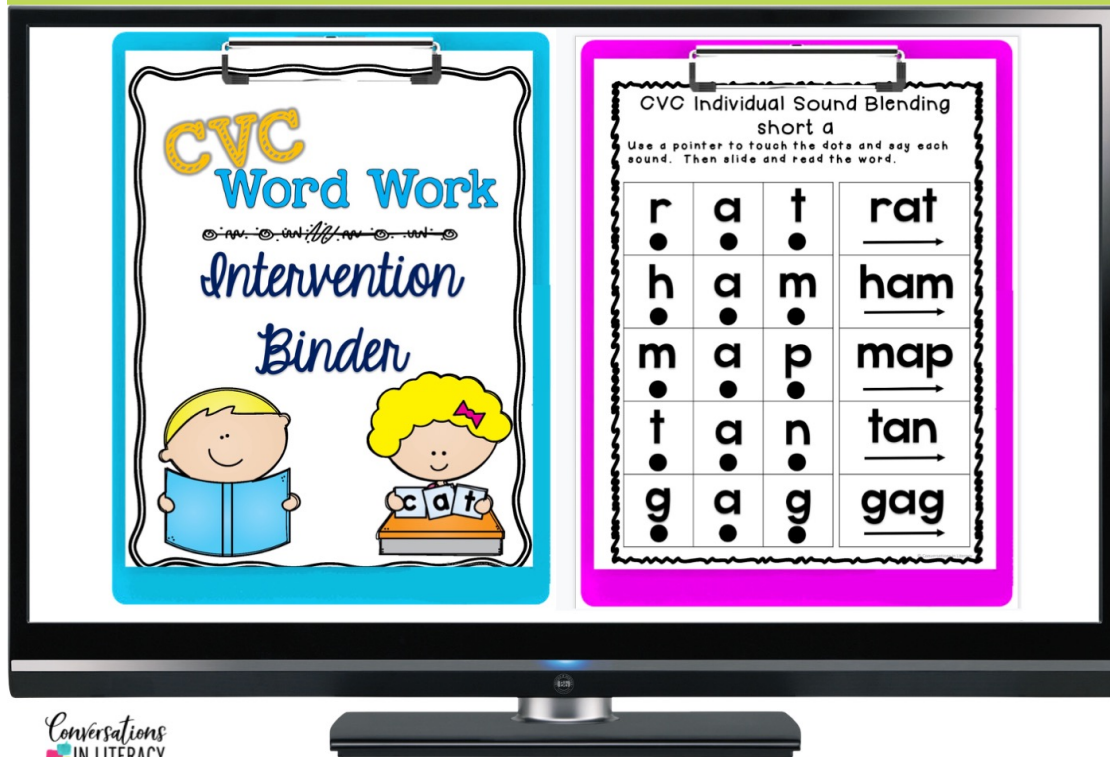 CVC
Word Work
Intervention
Binder
c a t
CVC Individual Sound Blending
short a
Use a pointer to touch the dots and say each
sound. Then slide and read the word.
r a t rat
h a m ham
m a p map
t a n tan
g a g gag
Conversations
IN LITERACY